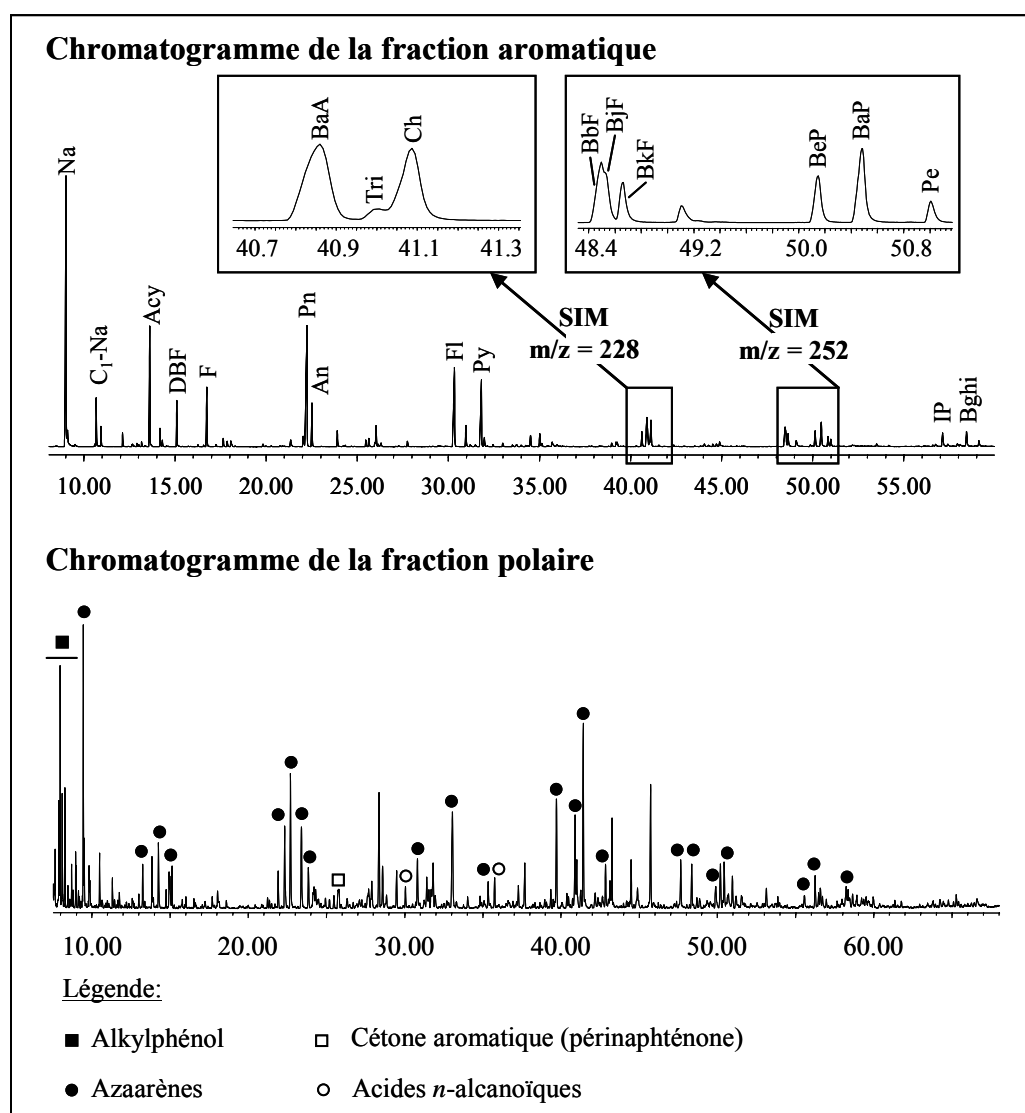 Chromatogramme de la fraction aromatique
BaA
Tri
Ch
40.7 40.9 41.1 41.3
BbF
BjF
BkF
BeP
BaP
Pe
48.4 49.2 50.0 50.8
Na
C1-Na
Acy
DBF
F
Pn
An
Fl
Py
SIM
m/z = 228
SIM
m/z = 252
IP
Bghi
10.00 15.00 20.00 25.00 30.00 35.00 40.00 45.00 50.00 55.00
Chromatogramme de la fraction polaire
10.00 20.00 30.00 40.00 50.00 60.00
Légende:
■ Alkylphénol
□ Cétone aromatique (périnaphténone)
● Azaarènes
○ Acides n-alcanoïques